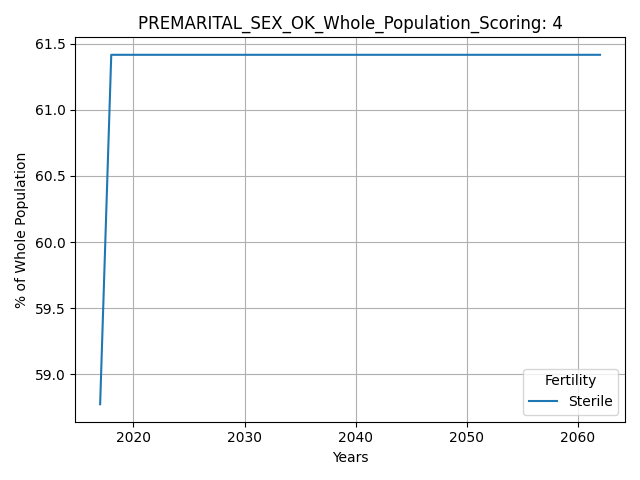 PREMARITAL_SEX_OK_Whole_Population_Scoring: 4
61.5
61.0
60.5
60.0
59.5
59.0
% of Whole Population
2020 2030 2040 2050 2060
Years
Fertility
Sterile